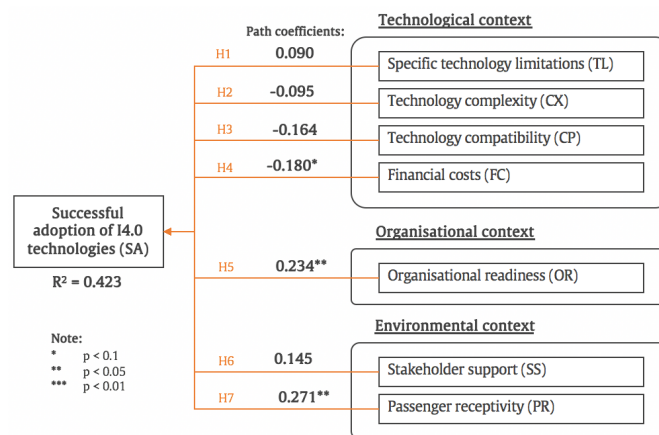 Technological context
Path coefficients:
H1 0.090
Specific technology limitations (TL)
H2 -0.095
Technology complexity (CX)
H3 -0.164
Technology compatibility (CP)
H4 -0.180*
Financial costs (FC)
Successful
adoption of I4.0
technologies (SA)
R² = 0.423
Organisational context
H5 0.234**
Organisational readiness (OR)
Environmental context
H6 0.145
Stakeholder support (SS)
H7 0.271**
Passenger receptivity (PR)
Note:
* p < 0.1
** p < 0.05
*** p < 0.01